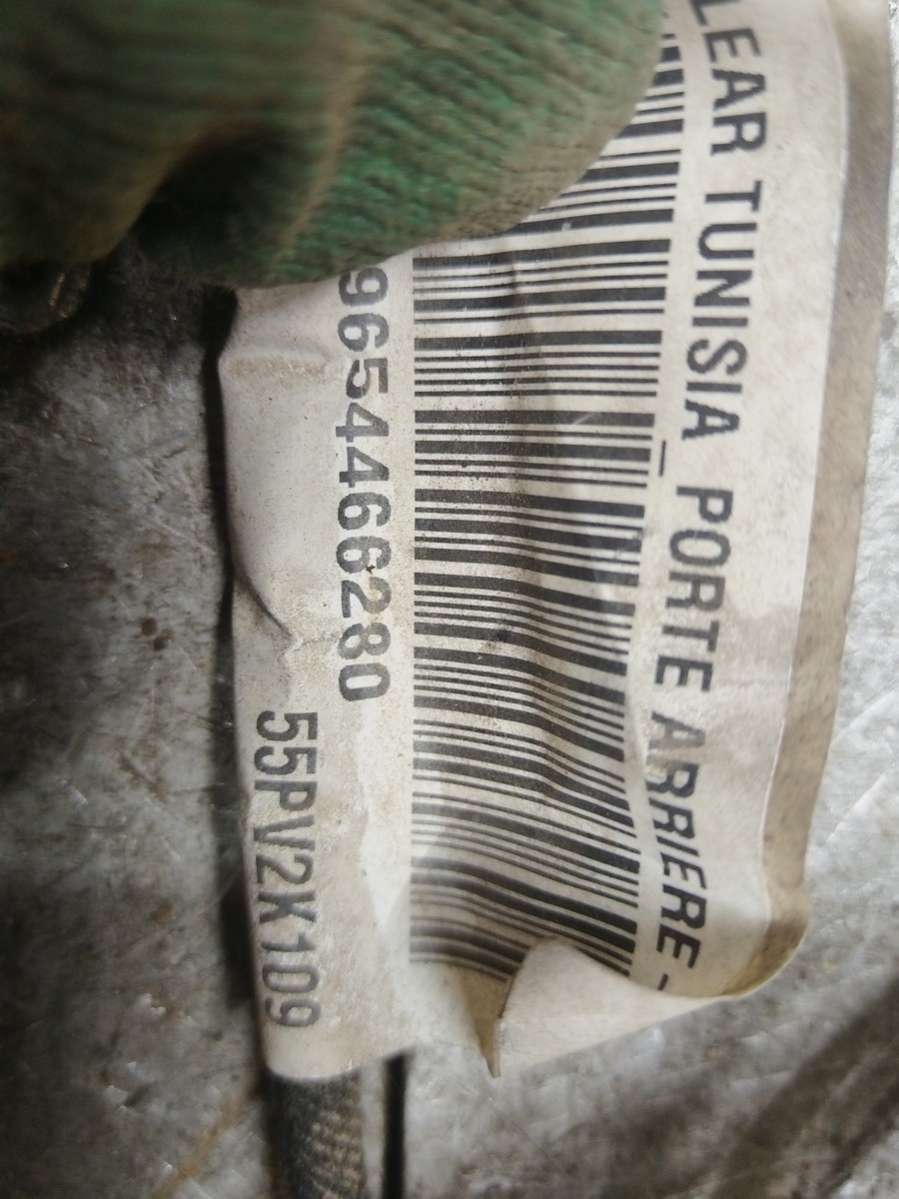 LEAR TUNISIA_PORTE ARRIERE -
9654466280
55PV2K109